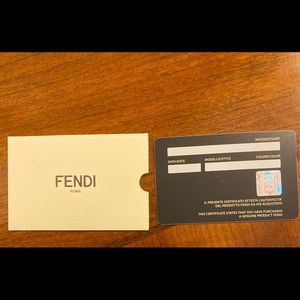 FENDI
ROMA
NEGOZIO/SHOP
DATA/DATE
MODELLO/STYLE
COLORE/COLOR
IL PRESENTE CERTIFICATO ATTESTA L'AUTENTICITA'
DEL PRODOTTO FENDI DA VOI ACQUISTATO
THIS CERTIFICATE STATES THAT YOU HAVE PURCHASED
A GENUINE PRODUCT FENDI